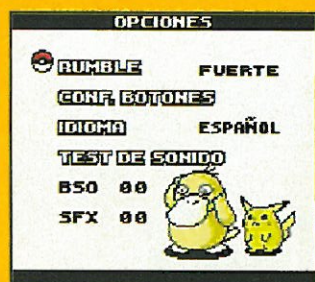 OPCIONES
RUMBLE FUERTE
CONF. BOTONES
IDIOMA ESPAÑOL
TEST DE SONIDO
BSO 00
SFX 00